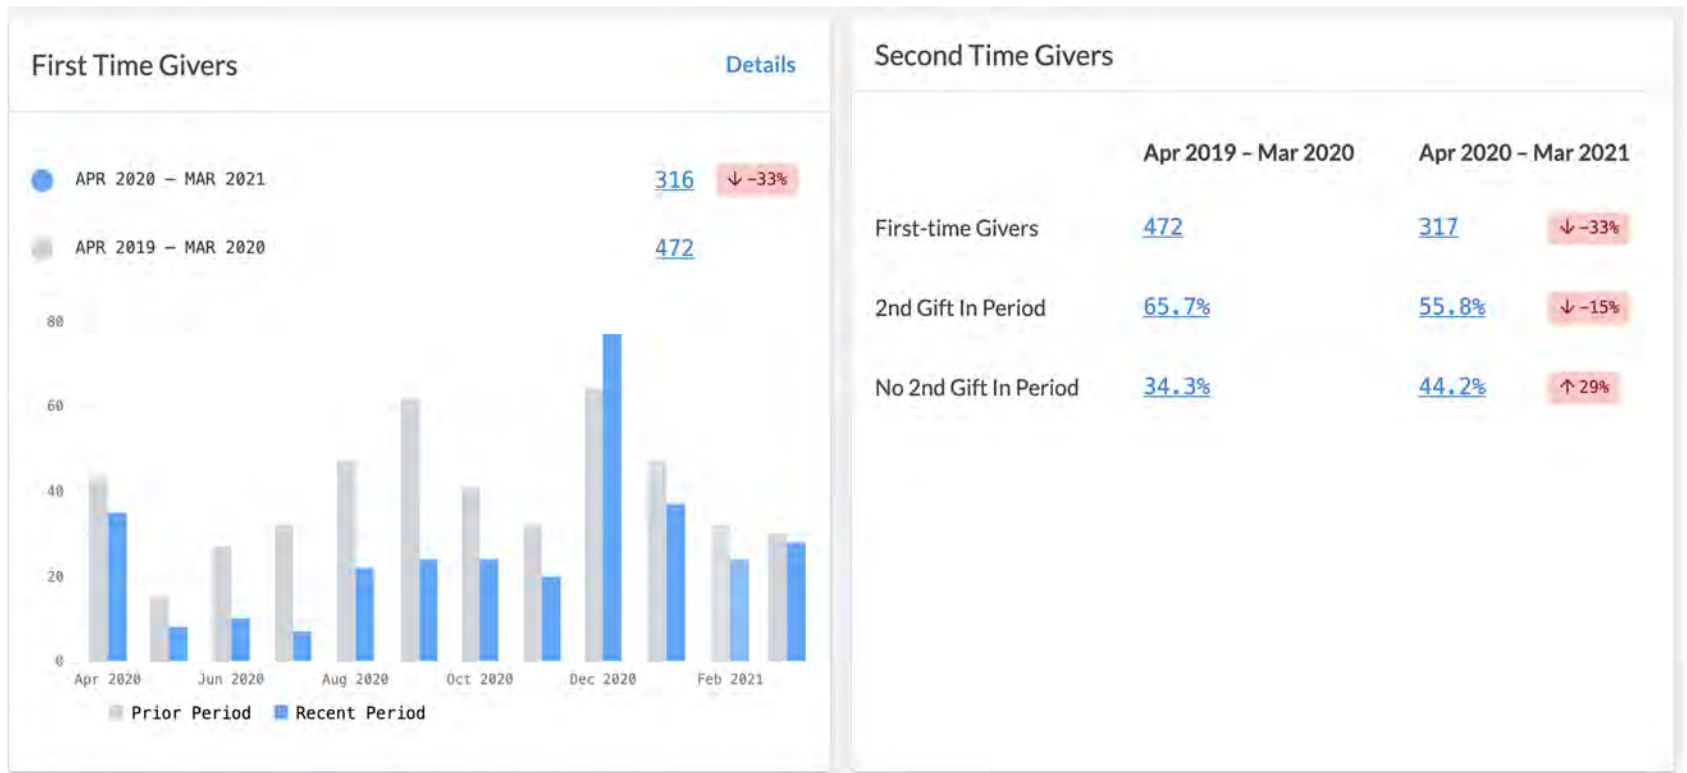 First Time Givers
Details
APR 2020 – MAR 2021 316 ↓ -33%
APR 2019 – MAR 2020 472
80
60
40
20
0
Apr 2020 Jun 2020 Aug 2020 Oct 2020 Dec 2020 Feb 2021
Prior Period Recent Period
Second Time Givers
Apr 2019 – Mar 2020 Apr 2020 – Mar 2021
First-time Givers 472 317 ↓ -33%
2nd Gift In Period 65.7% 55.8% ↓ -15%
No 2nd Gift In Period 34.3% 44.2% ↑ 29%